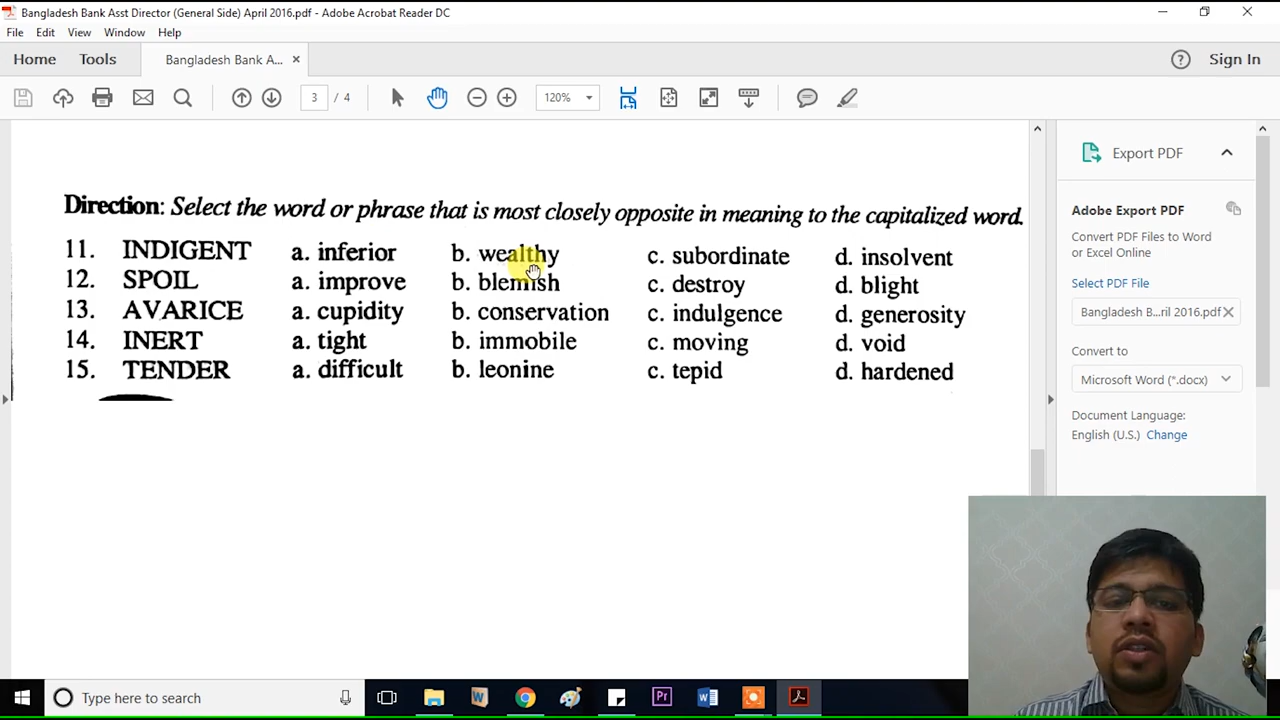 Bangladesh Bank Asst Director (General Side) April 2016.pdf - Adobe Acrobat Reader DC
File Edit View Window Help
Home Tools Bangladesh Bank A... × ? Sign In
3 / 4 120%
Direction: Select the word or phrase that is most closely opposite in meaning to the capitalized word.
11. INDIGENT a. inferior b. wealthy c. subordinate d. insolvent
12. SPOIL a. improve b. blemish c. destroy d. blight
13. AVARICE a. cupidity b. conservation c. indulgence d. generosity
14. INERT a. tight b. immobile c. moving d. void
15. TENDER a. difficult b. leonine c. tepid d. hardened
Export PDF
Adobe Export PDF
Convert PDF Files to Word
or Excel Online
Select PDF File
Bangladesh B...ril 2016.pdf
Convert to
Microsoft Word (*.docx)
Document Language:
English (U.S.) Change
Type here to search